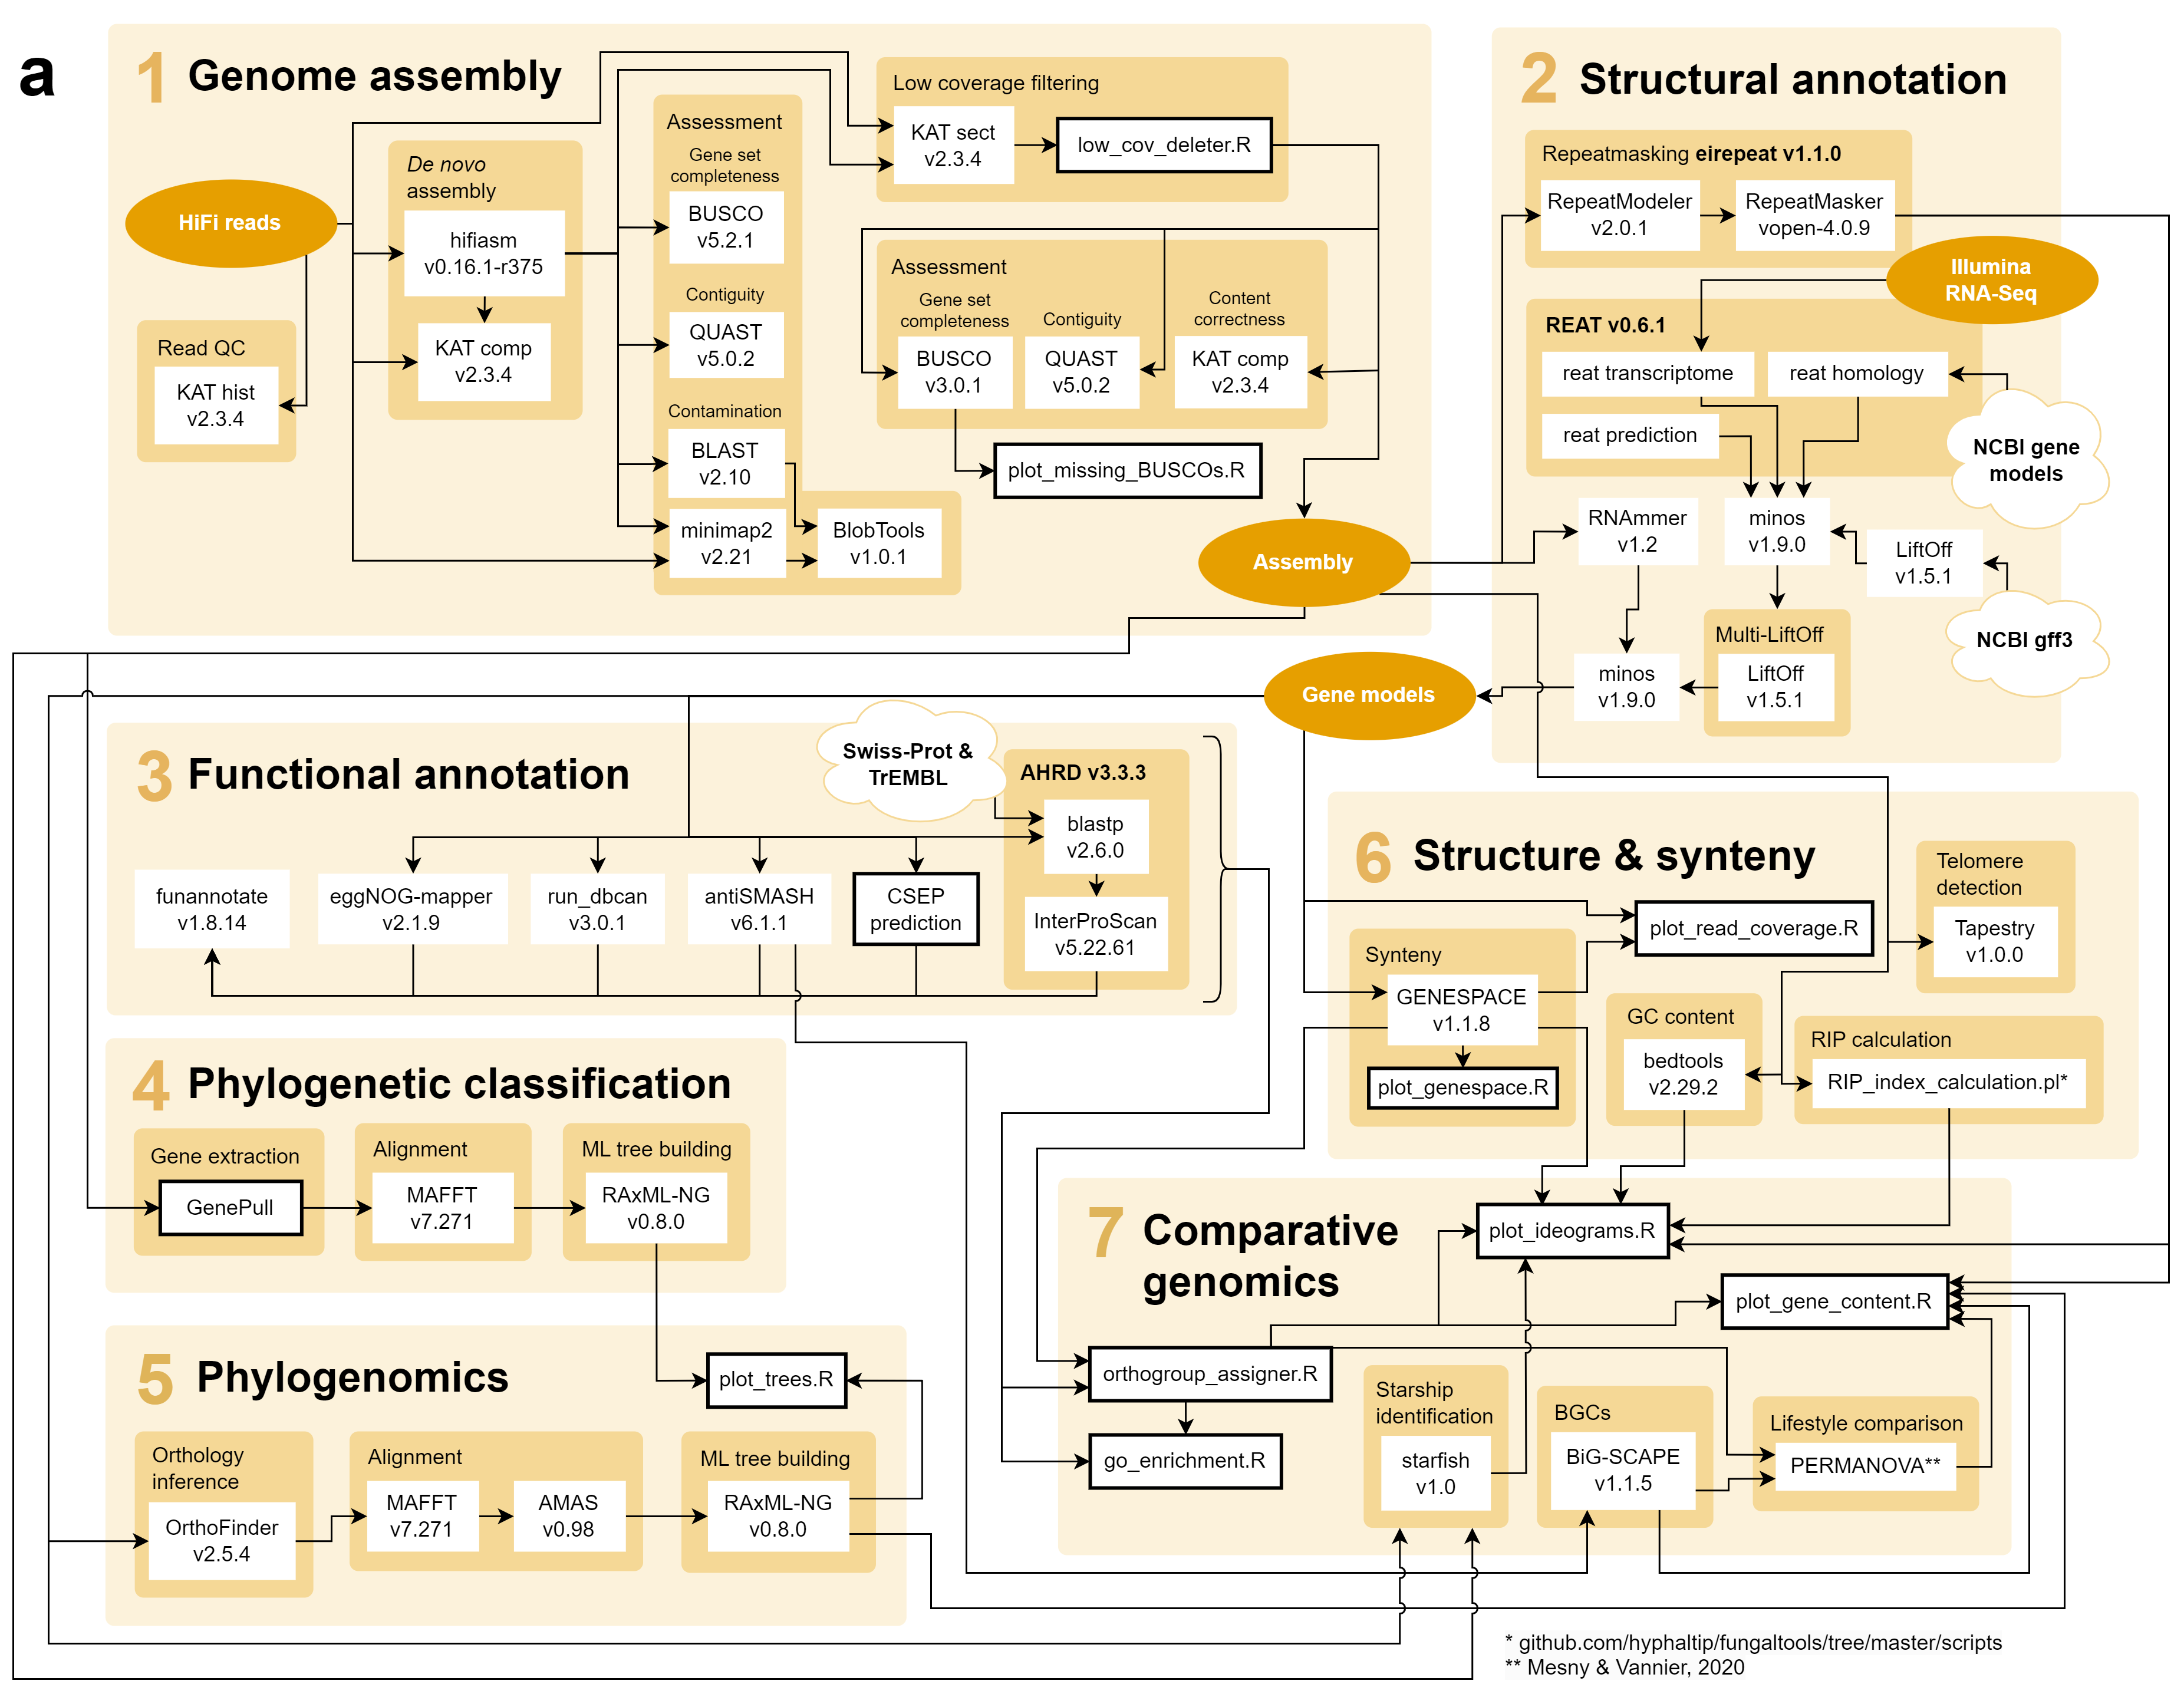 a
1 Genome assembly
HiFi reads
Read QC
KAT hist
v2.3.4
De novo
assembly
hifiasm
v0.16.1-r375
KAT comp
v2.3.4
Assessment
Gene set
completeness
BUSCO
v5.2.1
Contiguity
QUAST
v5.0.2
Contamination
BLAST
v2.10
minimap2
v2.21
BlobTools
v1.0.1
Low coverage filtering
KAT sect
v2.3.4
low_cov_deleter.R
Assessment
Gene set
completeness
BUSCO
v3.0.1
Contiguity
QUAST
v5.0.2
Content
correctness
KAT comp
v2.3.4
plot_missing_BUSCOs.R
Assembly
2 Structural annotation
Repeatmasking eirepeat v1.1.0
RepeatModeler
v2.0.1
RepeatMasker
vopen-4.0.9
Illumina
RNA-Seq
REAT v0.6.1
reat transcriptome
reat homology
reat prediction
NCBI gene
models
RNAmmer
v1.2
minos
v1.9.0
LiftOff
v1.5.1
NCBI gff3
Multi-LiftOff
LiftOff
v1.5.1
minos
v1.9.0
Gene models
3 Functional annotation
Swiss-Prot &
TrEMBL
AHRD v3.3.3
blastp
v2.6.0
InterProScan
v5.22.61
funannotate
v1.8.14
eggNOG-mapper
v2.1.9
run_dbcan
v3.0.1
antiSMASH
v6.1.1
CSEP
prediction
4 Phylogenetic classification
Gene extraction
GenePull
Alignment
MAFFT
v7.271
ML tree building
RAxML-NG
v0.8.0
5 Phylogenomics
plot_trees.R
Orthology
inference
OrthoFinder
v2.5.4
Alignment
MAFFT
v7.271
AMAS
v0.98
ML tree building
RAxML-NG
v0.8.0
6 Structure & synteny
plot_read_coverage.R
Synteny
GENESPACE
v1.1.8
plot_genespace.R
Telomere
detection
Tapestry
v1.0.0
GC content
bedtools
v2.29.2
RIP calculation
RIP_index_calculation.pl*
7 Comparative
genomics
plot_ideograms.R
plot_gene_content.R
orthogroup_assigner.R
go_enrichment.R
Starship
identification
starfish
v1.0
BGCs
BiG-SCAPE
v1.1.5
Lifestyle comparison
PERMANOVA**
* github.com/hyphaltip/fungaltools/tree/master/scripts
** Mesny & Vannier, 2020